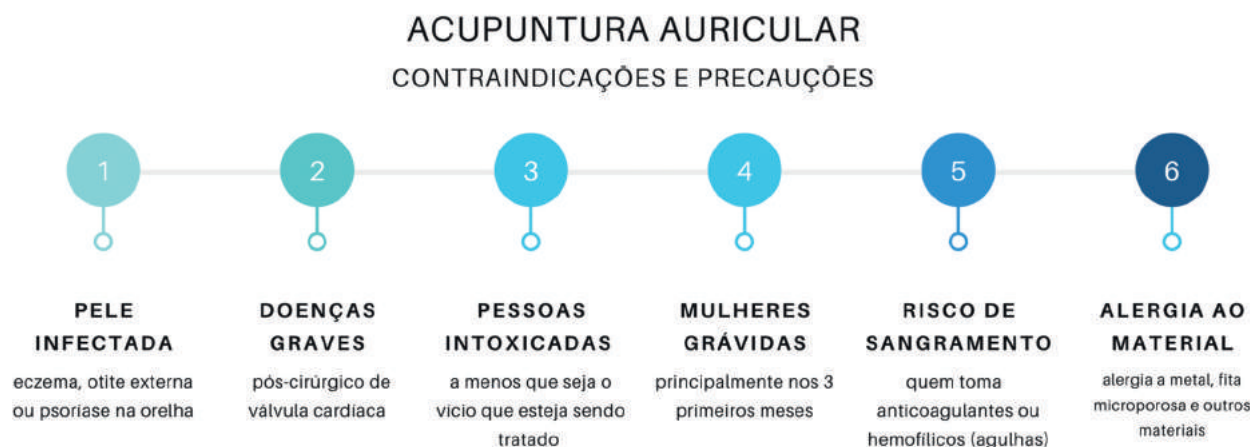 ACUPUNTURA AURICULAR
CONTRAINDICAÇÕES E PRECAUÇÕES
1
2
3
4
5
6
PELE
INFECTADA
eczema, otite externa
ou psoríase na orelha
DOENÇAS
GRAVES
pós-cirúrgico de
válvula cardíaca
PESSOAS
INTOXICADAS
a menos que seja o
vício que esteja sendo
tratado
MULHERES
GRÁVIDAS
principalmente nos 3
primeiros meses
RISCO DE
SANGRAMENTO
quem toma
anticoagulantes ou
hemofílicos (agulhas)
ALERGIA AO
MATERIAL
alergia a metal, fita
microporosa e outros
materiais